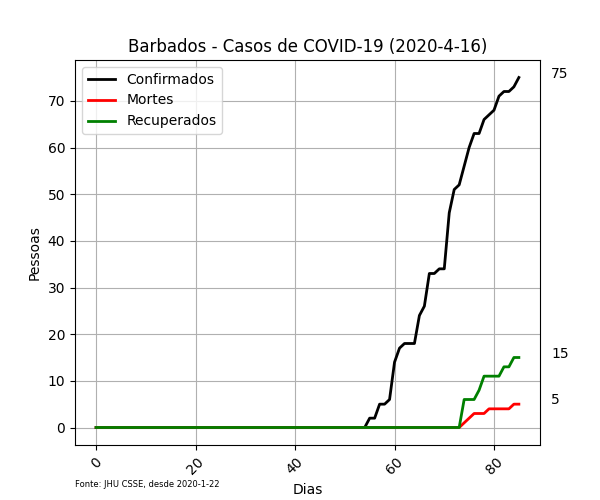 Barbados - Casos de COVID-19 (2020-4-16)
Confirmados
Mortes
Recuperados
75
15
5
70
60
50
40
30
20
10
0
Pessoas
0 20 40 60 80
Dias
Fonte: JHU CSSE, desde 2020-1-22